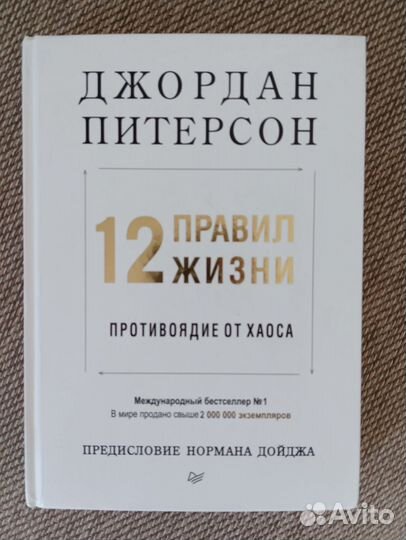 ДЖОРДАН
ПИТЕРСОН
12 ПРАВИЛ
ЖИЗНИ
ПРОТИВОЯДИЕ ОТ ХАОСА
Международный бестселлер №1
В мире продано свыше 2 000 000 экземпляров
ПРЕДИСЛОВИЕ НОРМАНА ДОЙДЖА
Avito